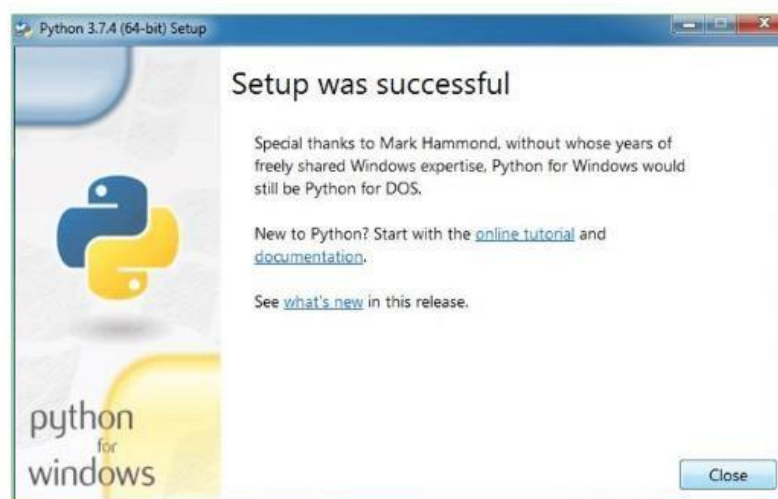 Python 3.7.4 (64-bit) Setup
Setup was successful
Special thanks to Mark Hammond, without whose years of
freely shared Windows expertise, Python for Windows would
still be Python for DOS.
New to Python? Start with the online tutorial and
documentation.
See what's new in this release.
python
for
windows
Close